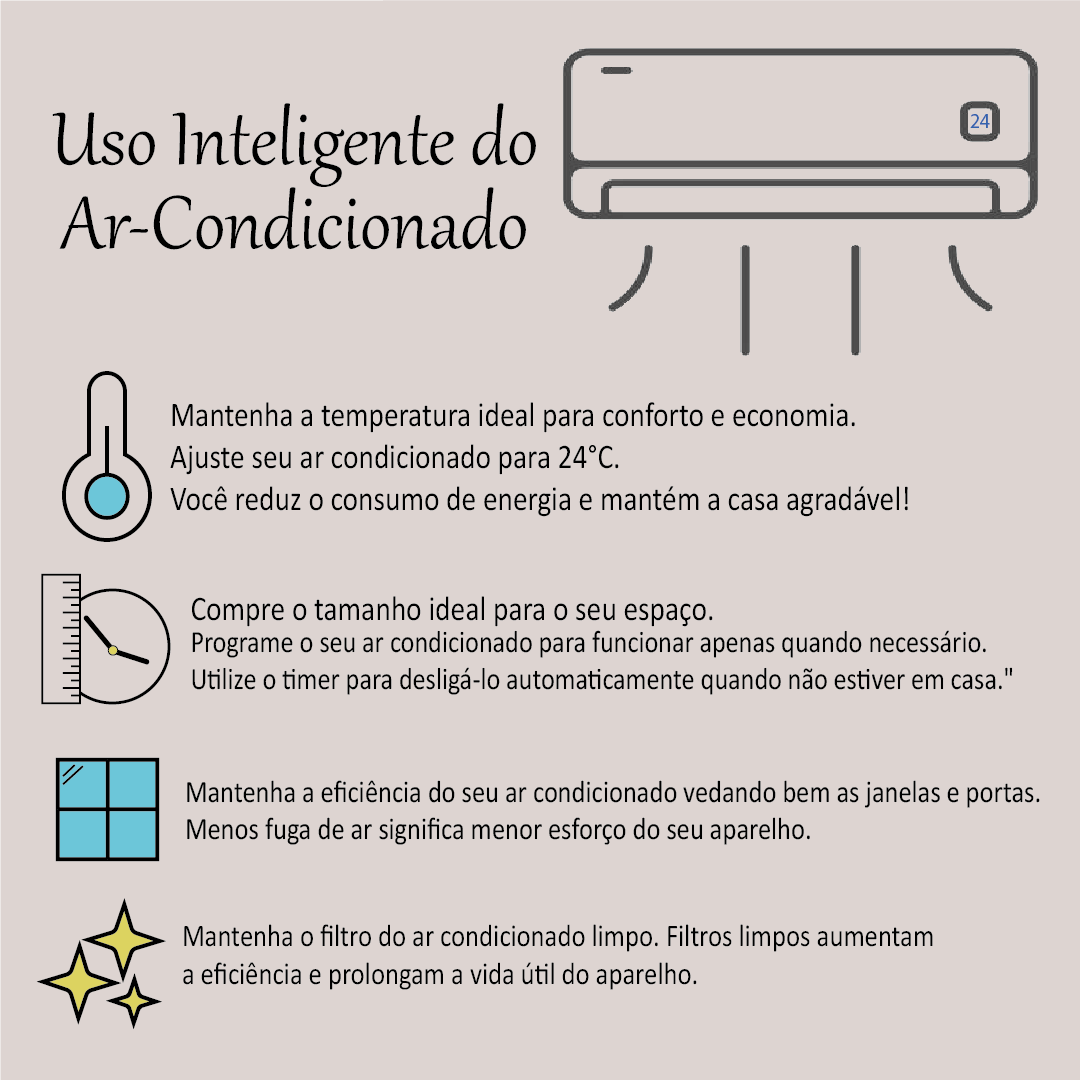 Uso Inteligente do
Ar-Condicionado
24
Mantenha a temperatura ideal para conforto e economia.
Ajuste seu ar condicionado para 24°C.
Você reduz o consumo de energia e mantém a casa agradável!
Compre o tamanho ideal para o seu espaço.
Programe o seu ar condicionado para funcionar apenas quando necessário.
Utilize o timer para desligá-lo automaticamente quando não estiver em casa."
Mantenha a eficiência do seu ar condicionado vedando bem as janelas e portas.
Menos fuga de ar significa menor esforço do seu aparelho.
Mantenha o filtro do ar condicionado limpo. Filtros limpos aumentam
a eficiência e prolongam a vida útil do aparelho.